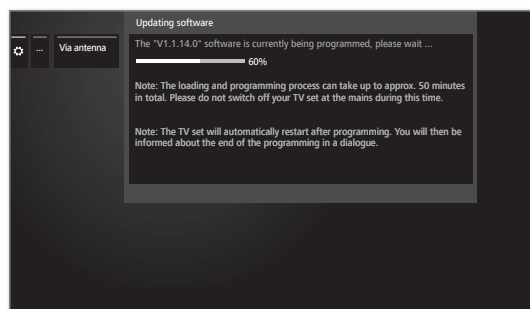 Updating software
... Via antenna
The "V1.1.14.0" software is currently being programmed, please wait ...
60%
Note: The loading and programming process can take up to approx. 50 minutes
in total. Please do not switch off your TV set at the mains during this time.
Note: The TV set will automatically restart after programming. You will then be
informed about the end of the programming in a dialogue.